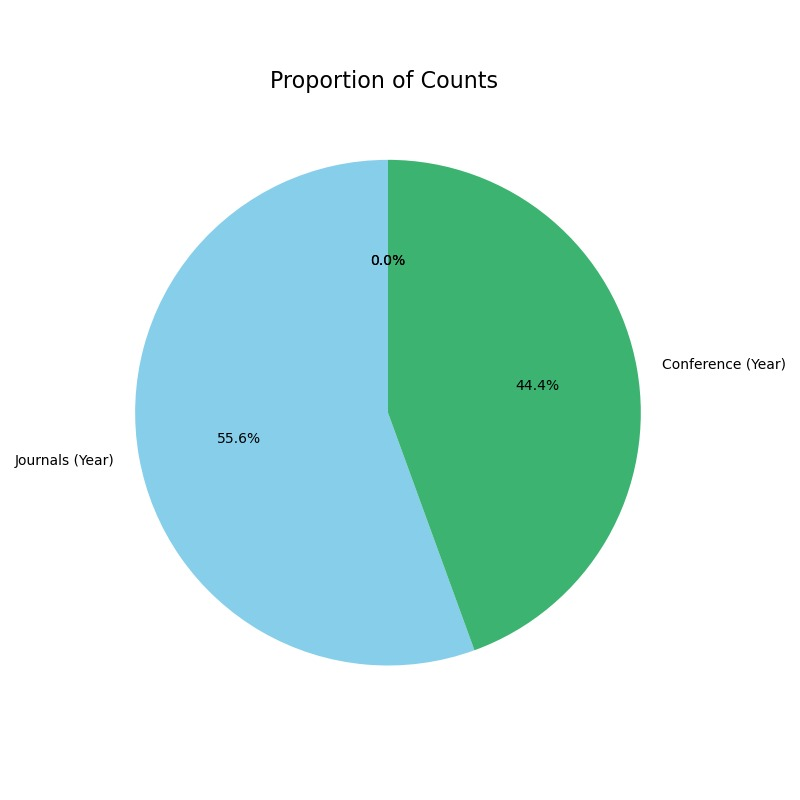 Proportion of Counts
0.0%
Conference (Year)
44.4%
55.6%
Journals (Year)